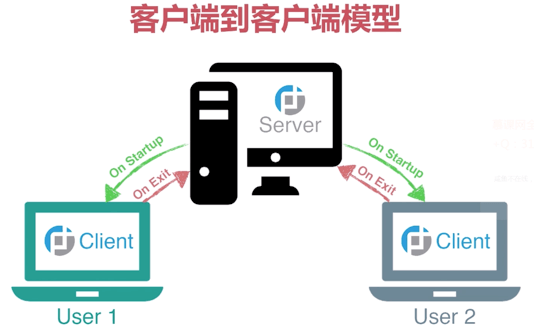 客户端到客户端模型
Server
On Startup
On Exit
On Startup
On Exit
Client
Client
User 1
User 2